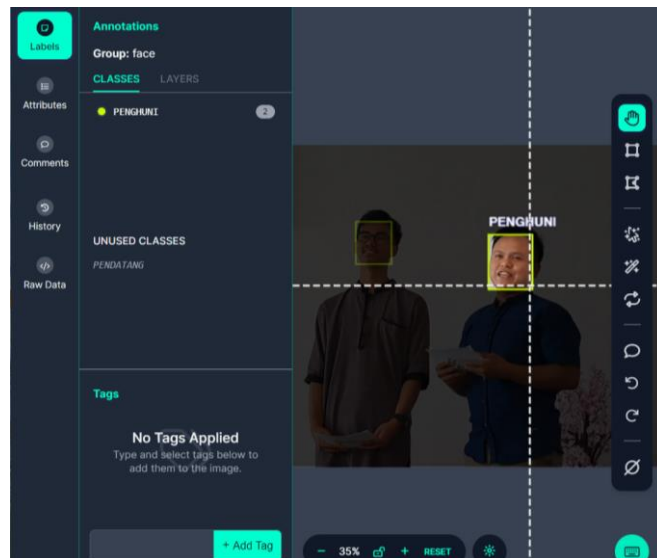 Labels
Attributes
Comments
History
Raw Data
Annotations
Group: face
CLASSES LAYERS
PENGHUNI 2
UNUSED CLASSES
PENDATANG
Tags
No Tags Applied
Type and select tags below to
add them to the image.
+ Add Tag
PENGHUNI
− 35% + RESET